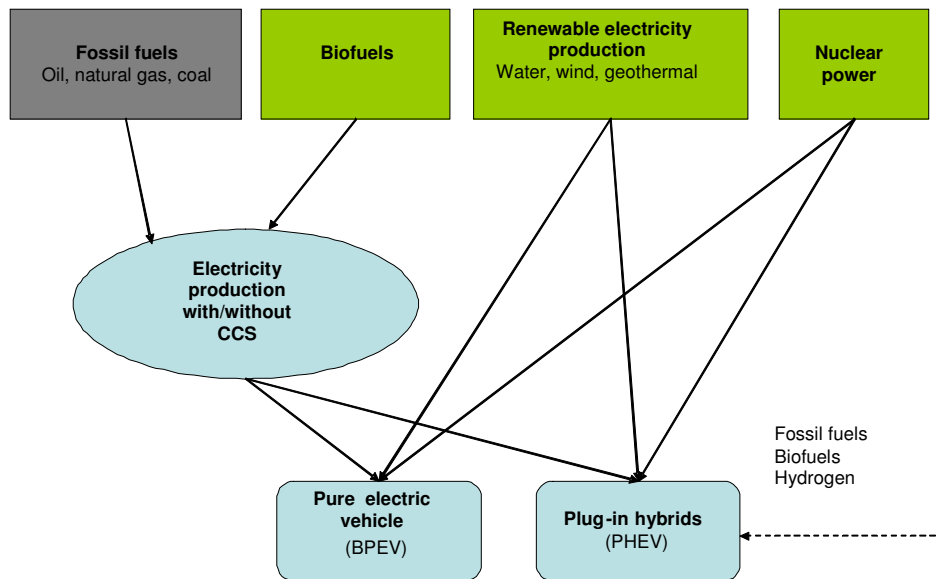 Fossil fuels
Oil, natural gas, coal
Biofuels
Renewable electricity
production
Water, wind, geothermal
Nuclear
power
Electricity
production
with/without
CCS
Fossil fuels
Biofuels
Hydrogen
Pure electric
vehicle
(BPEV)
Plug-in hybrids
(PHEV)